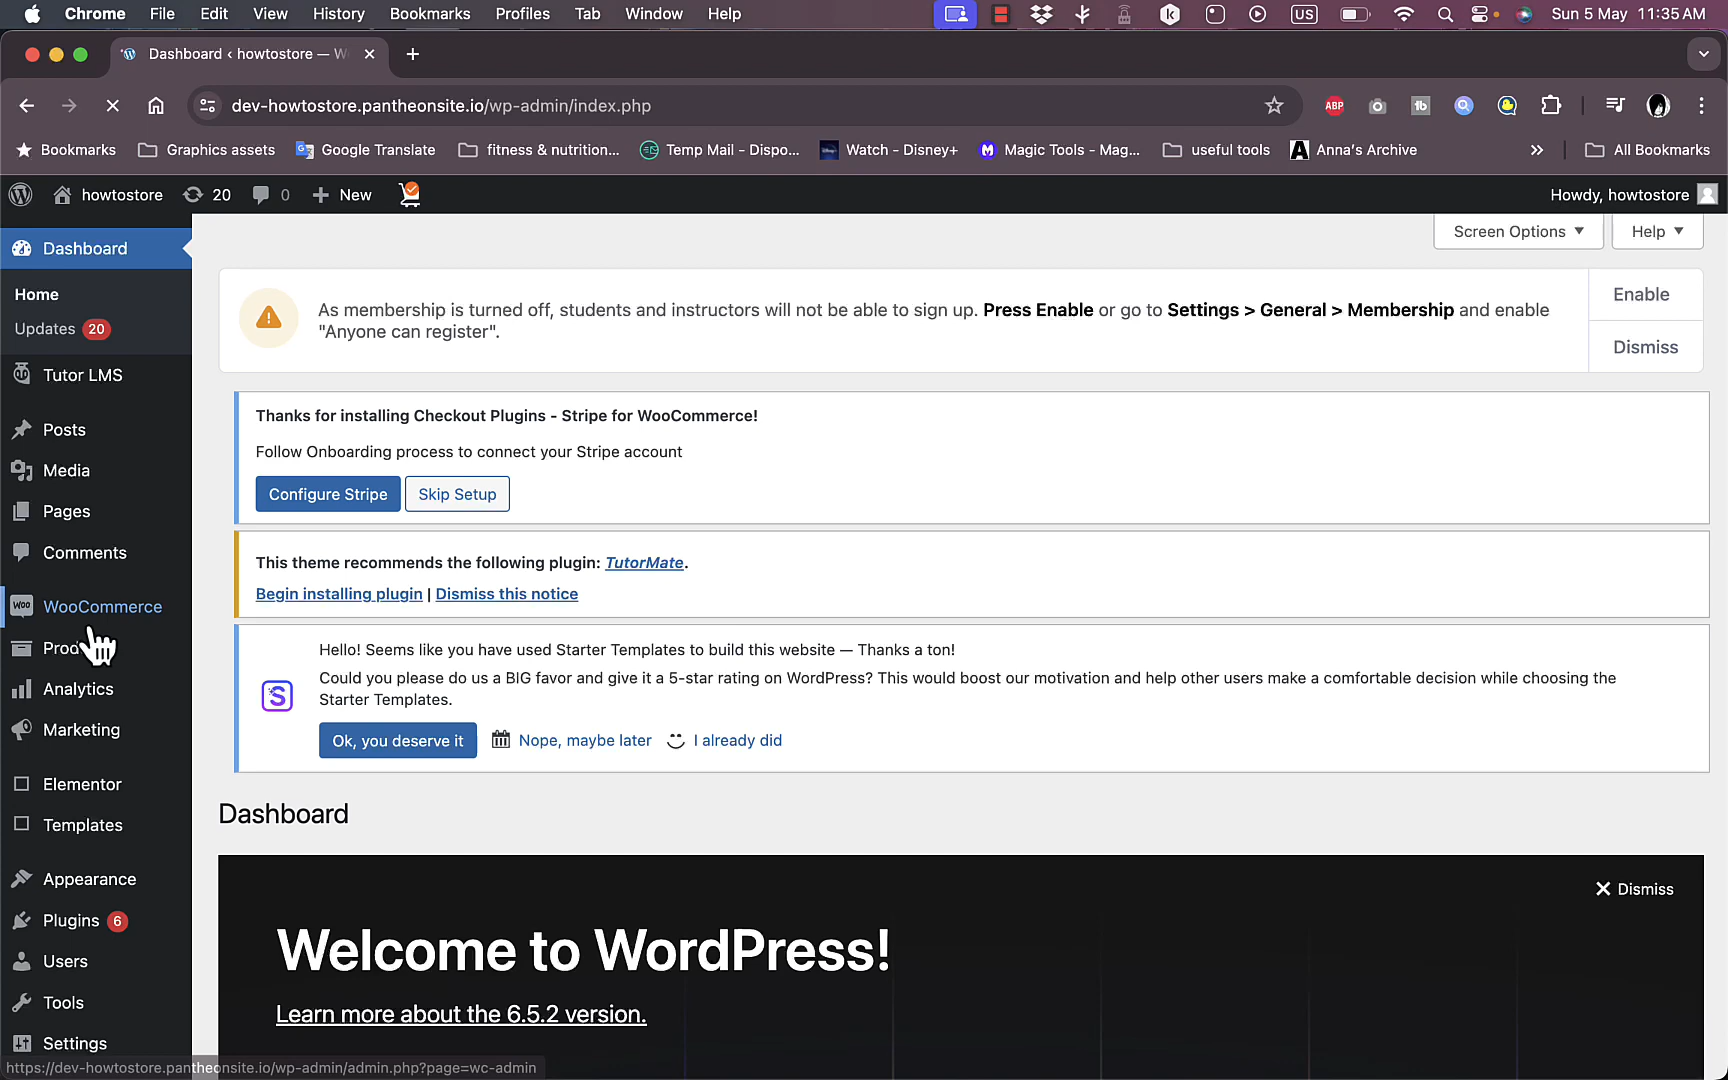 Chrome File Edit View History Bookmarks Profiles Tab Window Help US Sun 5 May 11:35 AM
Dashboard ‹ howtostore — W
dev-howtostore.pantheonsite.io/wp-admin/index.php ABP tb
Bookmarks Graphics assets Google Translate fitness & nutrition... Temp Mail - Dispo... Watch - Disney+ Magic Tools - Mag... useful tools Anna's Archive All Bookmarks
howtostore 20 0 New Howdy, howtostore
Screen Options Help
Dashboard
Home
Updates 20
Tutor LMS
Posts
Media
Pages
Comments
WooCommerce
Prod
Analytics
Marketing
Elementor
Templates
Appearance
Plugins 6
Users
Tools
Settings
As membership is turned off, students and instructors will not be able to sign up. Press Enable or go to Settings > General > Membership and enable
"Anyone can register".
Enable
Dismiss
Thanks for installing Checkout Plugins - Stripe for WooCommerce!
Follow Onboarding process to connect your Stripe account
Configure Stripe Skip Setup
This theme recommends the following plugin: TutorMate.
Begin installing plugin | Dismiss this notice
Hello! Seems like you have used Starter Templates to build this website — Thanks a ton!
Could you please do us a BIG favor and give it a 5-star rating on WordPress? This would boost our motivation and help other users make a comfortable decision while choosing the
Starter Templates.
Ok, you deserve it Nope, maybe later I already did
Dashboard
Dismiss
Welcome to WordPress!
Learn more about the 6.5.2 version.
https://dev-howtostore.pantheonsite.io/wp-admin/admin.php?page=wc-admin